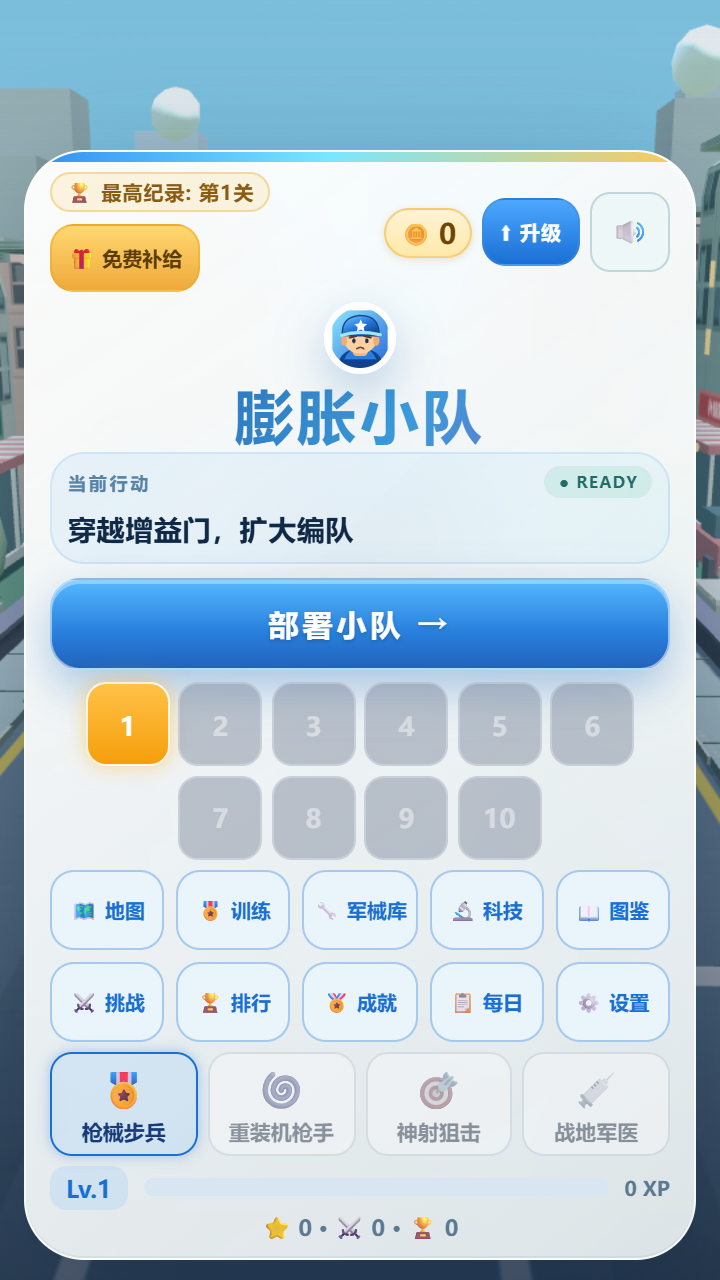 最高纪录: 第1关
免费补给
0
升级
膨胀小队
当前行动
READY
穿越增益门，扩大编队
部署小队 →
1 2 3 4 5 6
7 8 9 10
地图 训练 军械库 科技 图鉴
挑战 排行 成就 每日 设置
枪械步兵 重装机枪手 神射狙击 战地军医
Lv.1 0 XP
0 • 0 • 0